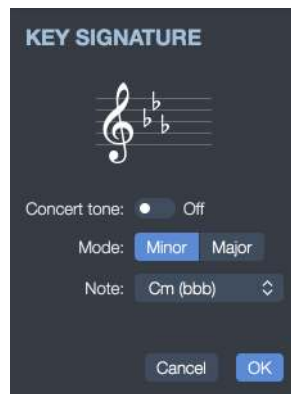 KEY SIGNATURE
Concert tone: Off
Mode: Minor Major
Note: Cm (bbb)
Cancel OK